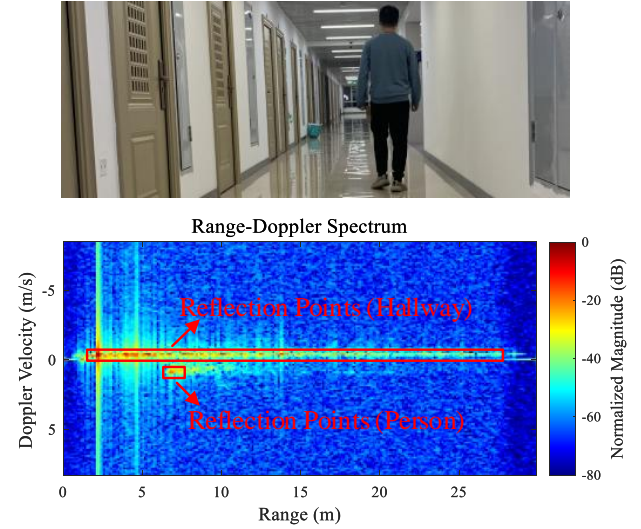 Range-Doppler Spectrum
Doppler Velocity (m/s)
-5
0
5
Reflection Points (Hallway)
Reflection Points (Person)
0
5
10
15
20
25
Range (m)
0
-20
-40
-60
-80
Normalized Magnitude (dB)